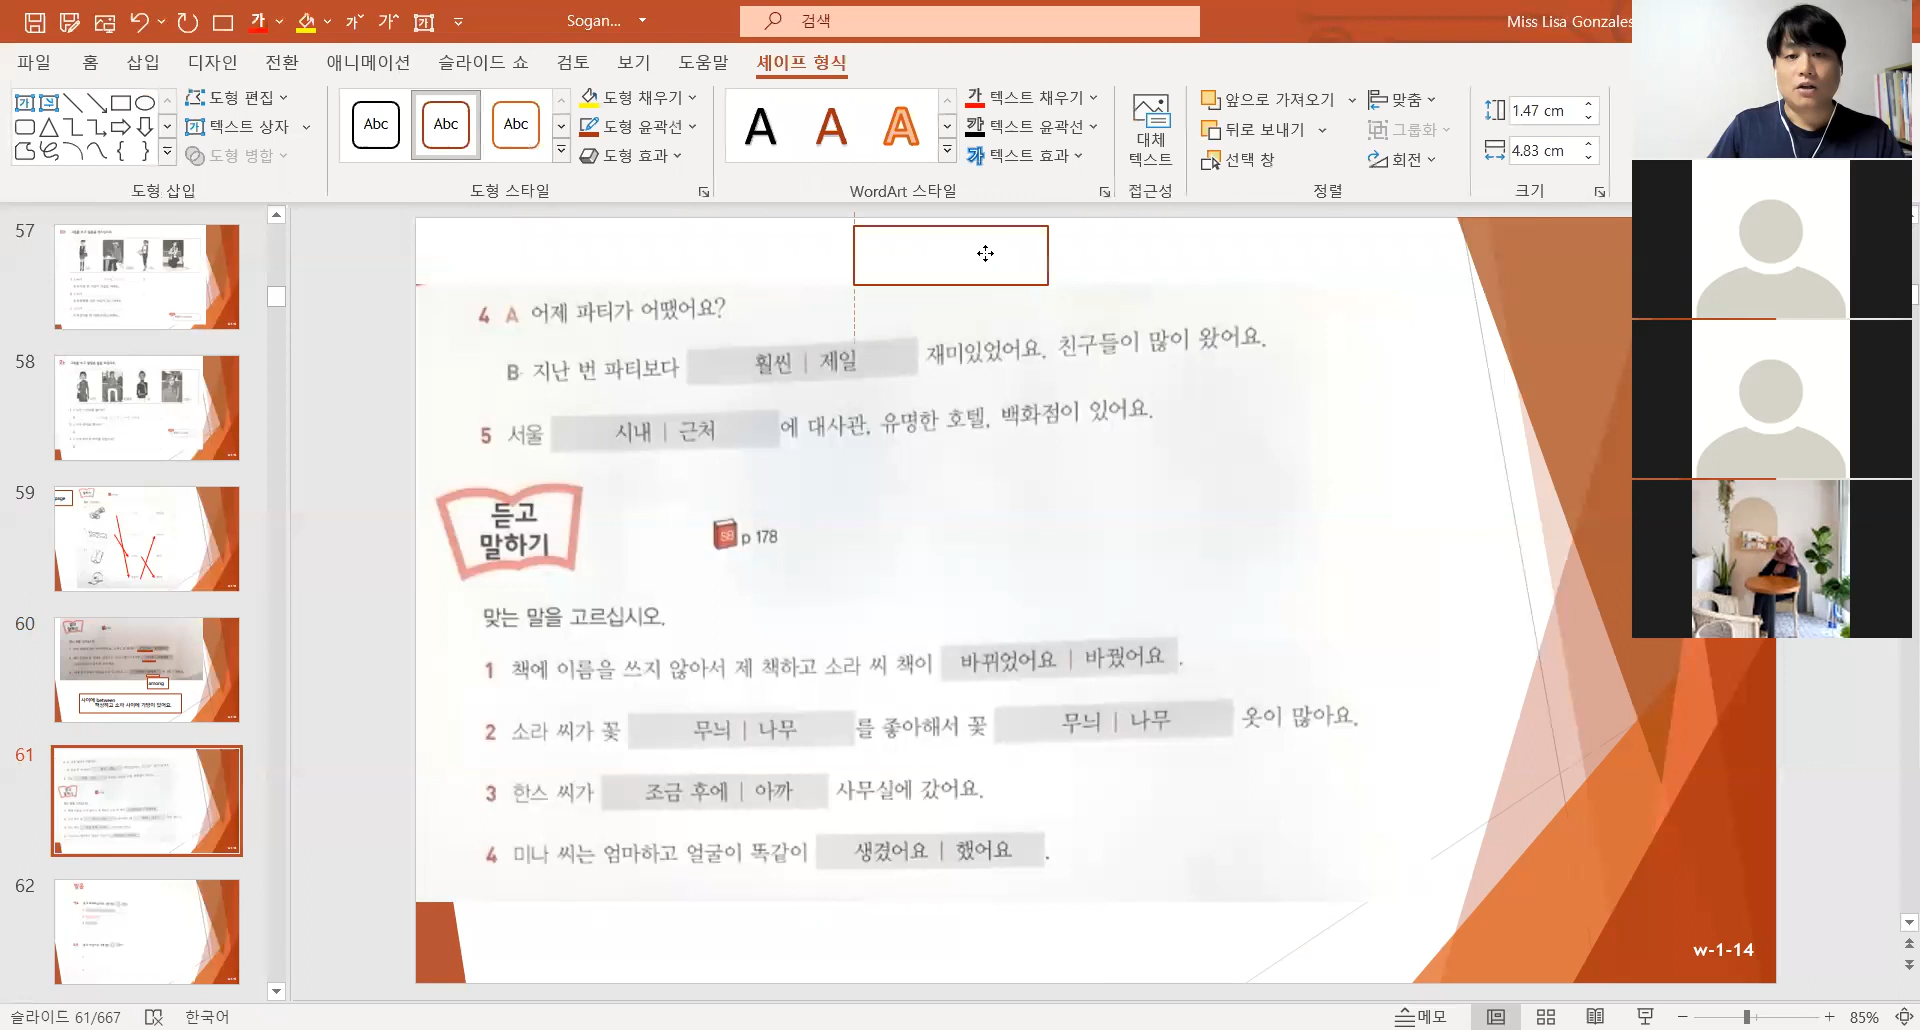 Sogan...
검색
Miss Lisa Gonzales
파일 홈 삽입 디자인 전환 애니메이션 슬라이드 쇼 검토 보기 도움말 셰이프 형식
도형 편집
텍스트 상자
도형 병합
도형 삽입
Abc Abc Abc
도형 채우기
도형 윤곽선
도형 효과
도형 스타일
A A A
텍스트 채우기
텍스트 윤곽선
텍스트 효과
WordArt 스타일
대체
텍스트
접근성
앞으로 가져오기
뒤로 보내기
선택 창
맞춤
그룹화
회전
정렬
1.47 cm
4.83 cm
크기
57
58
59
60
61
62
4 A 어제 파티가 어땠어요?
B 지난 번 파티보다 훨씬 | 제일 재미있었어요. 친구들이 많이 왔어요.
5 서울 시내 | 근처 에 대사관, 유명한 호텔, 백화점이 있어요.
듣고
말하기
SB p 178
맞는 말을 고르십시오.
1 책에 이름을 쓰지 않아서 제 책하고 소라 씨 책이 바뀌었어요 | 바꿨어요 .
2 소라 씨가 꽃 무늬 | 나무 를 좋아해서 꽃 무늬 | 나무 옷이 많아요.
3 한스 씨가 조금 후에 | 아까 사무실에 갔어요.
4 미나 씨는 엄마하고 얼굴이 똑같이 생겼어요 | 했어요 .
w-1-14
슬라이드 61/667
한국어
메모
85%